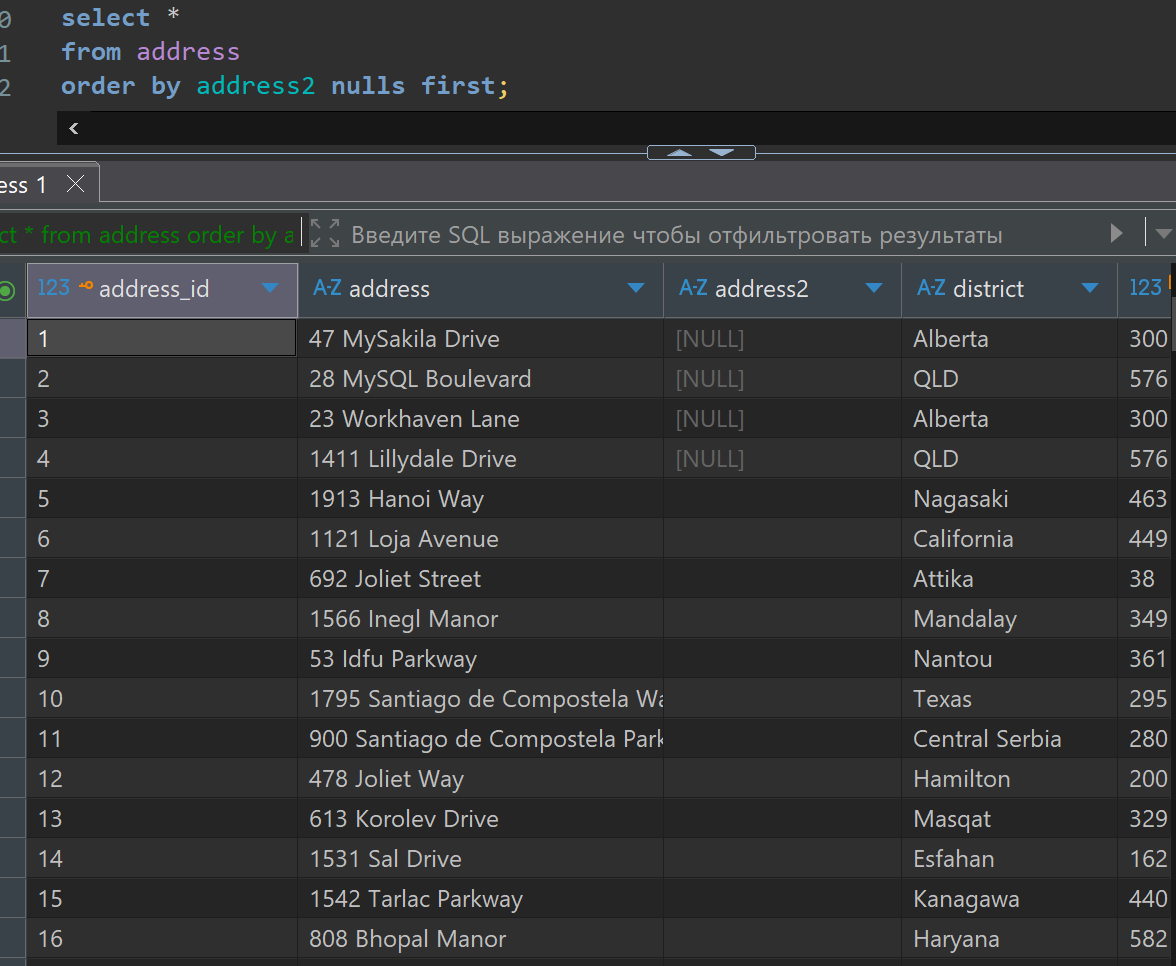 0 select *
1 from address
2 order by address2 nulls first;
<
ess 1
ct * from address order by a Введите SQL выражение чтобы отфильтровать результаты
123 address_id A-Z address A-Z address2 A-Z district 123
1 47 MySakila Drive [NULL] Alberta 300
2 28 MySQL Boulevard [NULL] QLD 576
3 23 Workhaven Lane [NULL] Alberta 300
4 1411 Lillydale Drive [NULL] QLD 576
5 1913 Hanoi Way Nagasaki 463
6 1121 Loja Avenue California 449
7 692 Joliet Street Attika 38
8 1566 Inegl Manor Mandalay 349
9 53 Idfu Parkway Nantou 361
10 1795 Santiago de Compostela Wa Texas 295
11 900 Santiago de Compostela Park Central Serbia 280
12 478 Joliet Way Hamilton 200
13 613 Korolev Drive Masqat 329
14 1531 Sal Drive Esfahan 162
15 1542 Tarlac Parkway Kanagawa 440
16 808 Bhopal Manor Haryana 582